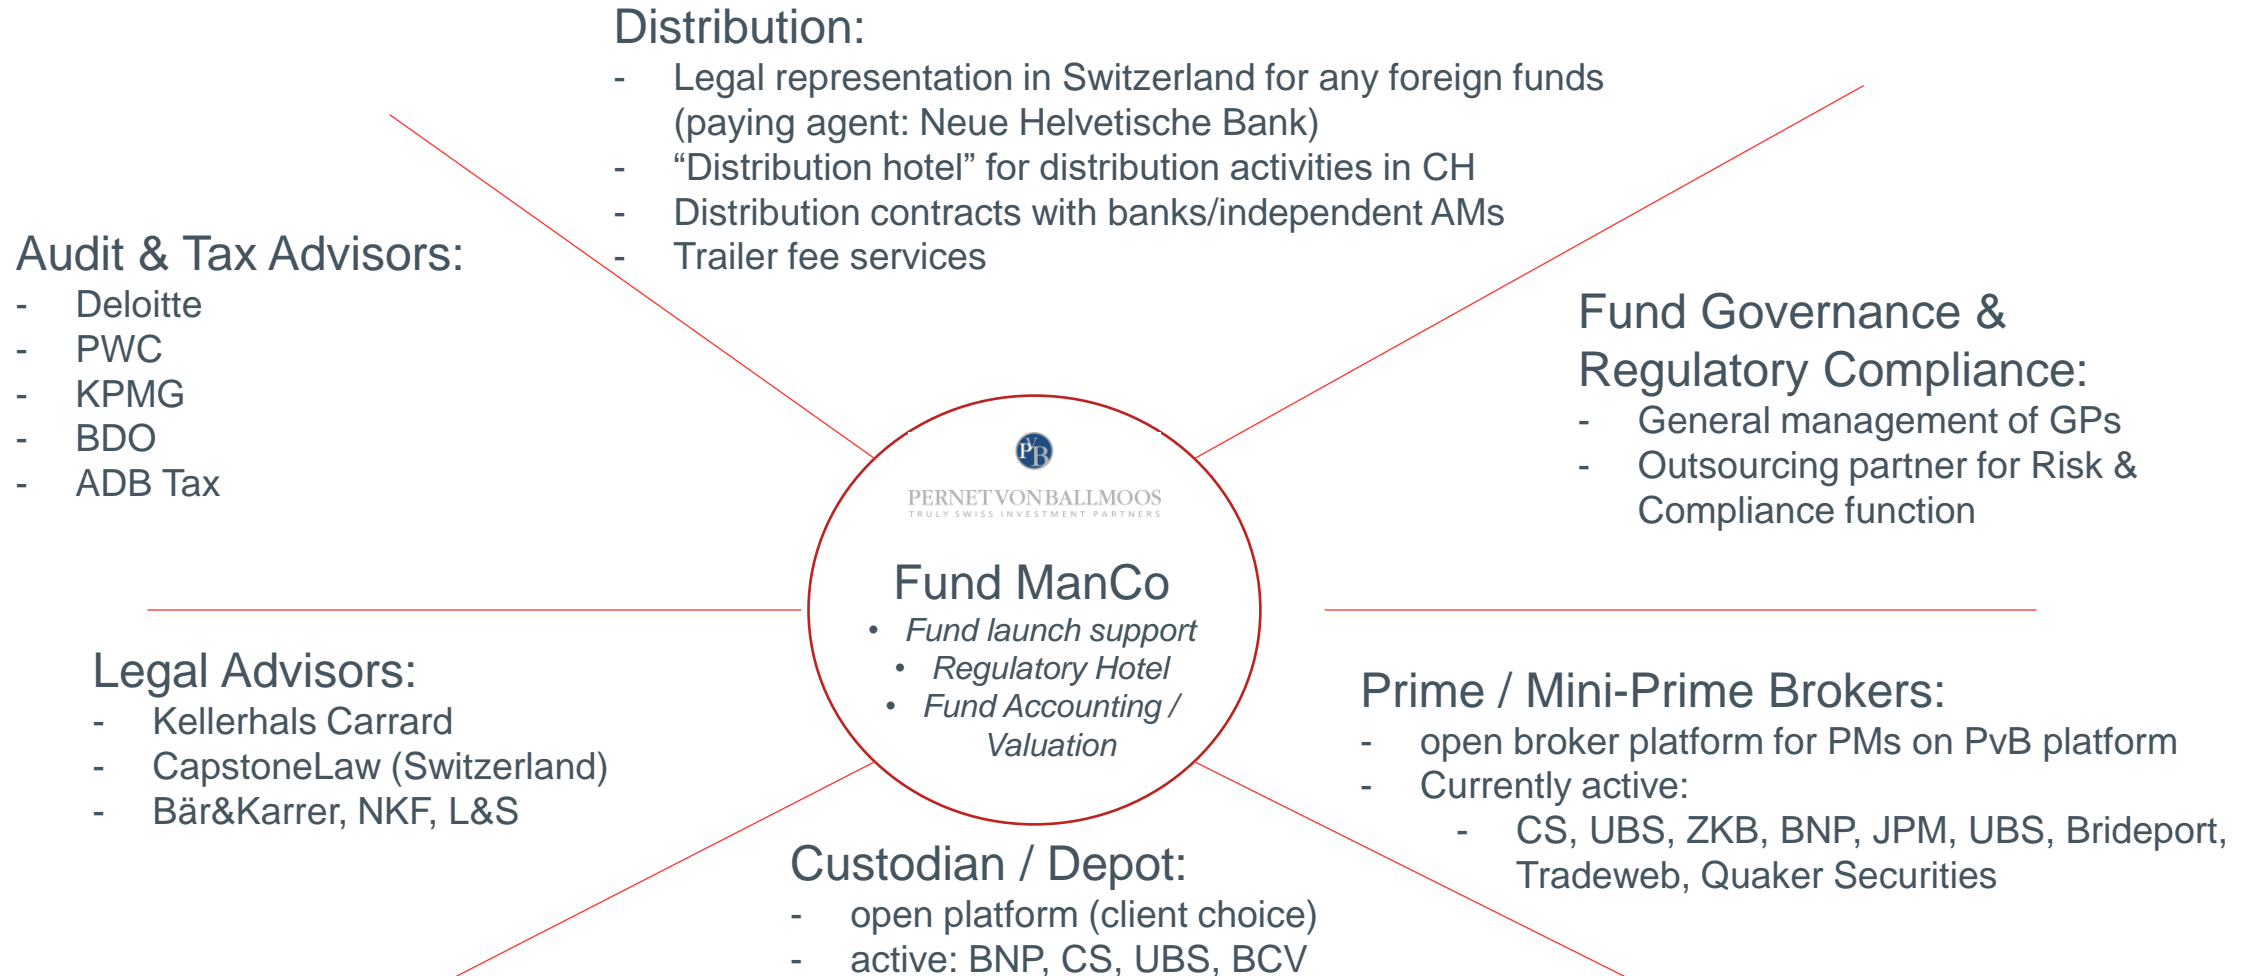 Distribution:
- Legal representation in Switzerland for any foreign funds
(paying agent: Neue Helvetische Bank)
- “Distribution hotel” for distribution activities in CH
- Distribution contracts with banks/independent AMs
- Trailer fee services
Audit & Tax Advisors:
- Deloitte
- PWC
- KPMG
- BDO
- ADB Tax
Fund Governance &
Regulatory Compliance:
- General management of GPs
- Outsourcing partner for Risk &
Compliance function
PVB
PERNET VON BALLMOOS
TRULY SWISS INVESTMENT PARTNERS
Fund ManCo
• Fund launch support
• Regulatory Hotel
• Fund Accounting /
Valuation
Legal Advisors:
- Kellerhals Carrard
- CapstoneLaw (Switzerland)
- Bär&Karrer, NKF, L&S
Prime / Mini-Prime Brokers:
- open broker platform for PMs on PvB platform
- Currently active:
- CS, UBS, ZKB, BNP, JPM, UBS, Brideport,
Tradeweb, Quaker Securities
Custodian / Depot:
- open platform (client choice)
- active: BNP, CS, UBS, BCV